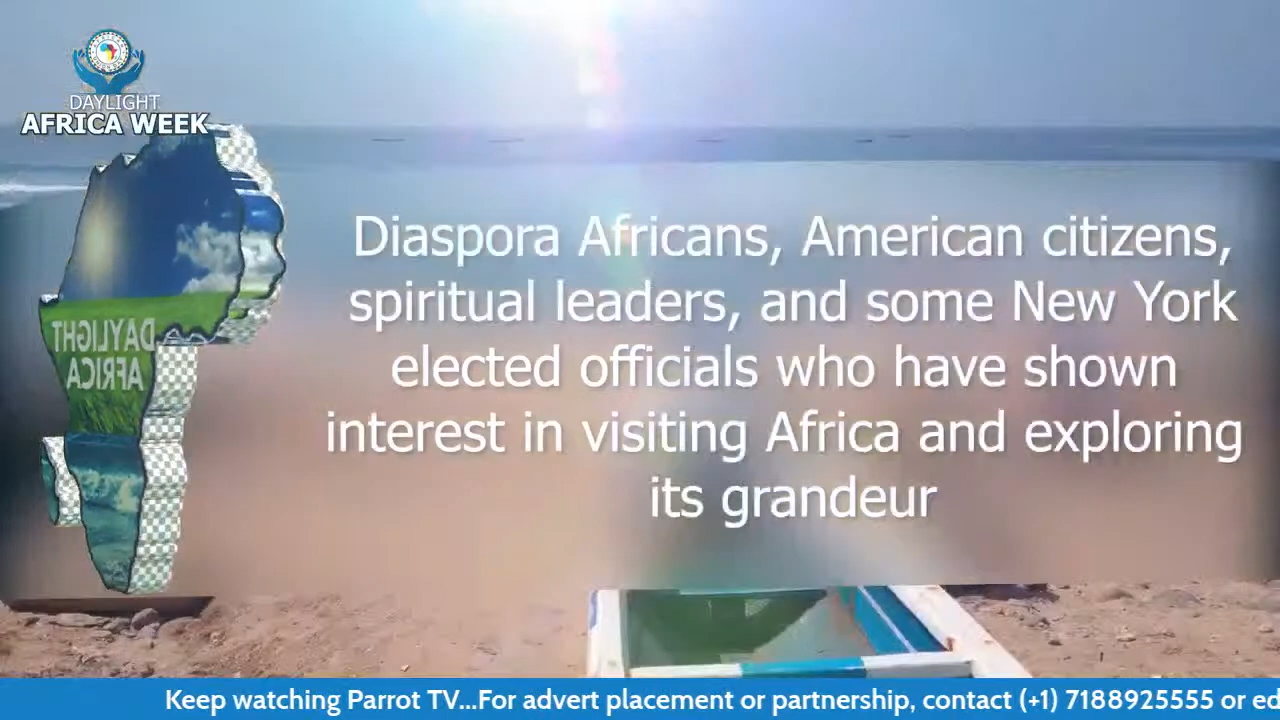 DAYLIGHT
AFRICA WEEK
DAYLIGHT
AFRICA
Diaspora Africans, American citizens,
spiritual leaders, and some New York
elected officials who have shown
interest in visiting Africa and exploring
its grandeur
Keep watching Parrot TV...For advert placement or partnership, contact (+1) 7188925555 or ed